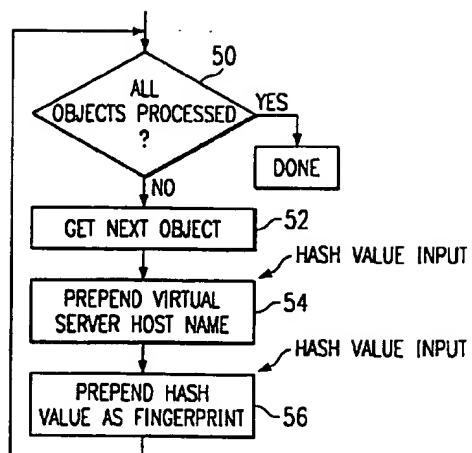 50
ALL
OBJECTS PROCESSED
?
YES
DONE
NO
GET NEXT OBJECT
52
HASH VALUE INPUT
PREPEND VIRTUAL
SERVER HOST NAME
54
HASH VALUE INPUT
PREPEND HASH
VALUE AS FINGERPRINT
56